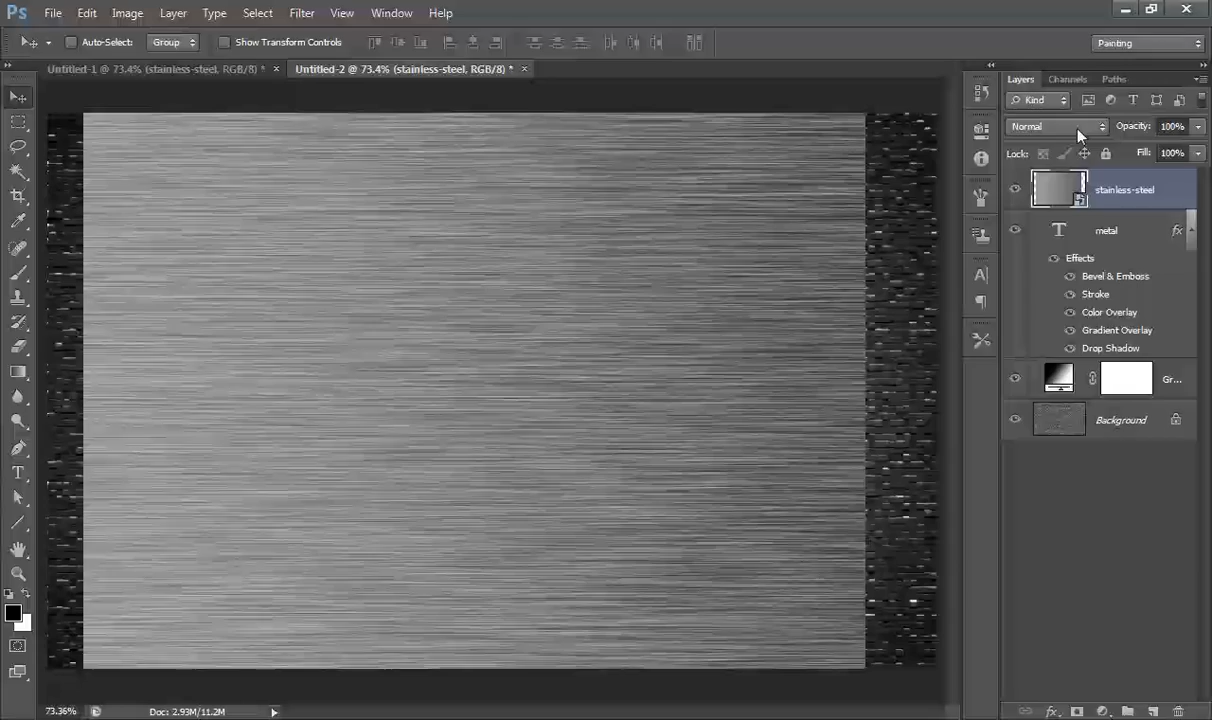 Ps File Edit Image Layer Type Select Filter View Window Help
Auto-Select: Group Show Transform Controls Painting
Untitled-1 @ 73.4% (stainless-steel, RGB/8) * × Untitled-2 @ 73.4% (stainless-steel, RGB/8) * ×
Layers Channels Paths
Kind
Normal Opacity: 100%
Lock: Fill: 100%
stainless-steel
T metal fx
Effects
Bevel & Emboss
Stroke
Color Overlay
Gradient Overlay
Drop Shadow
Gr...
Background
73.36% Doc: 2.93M/11.2M